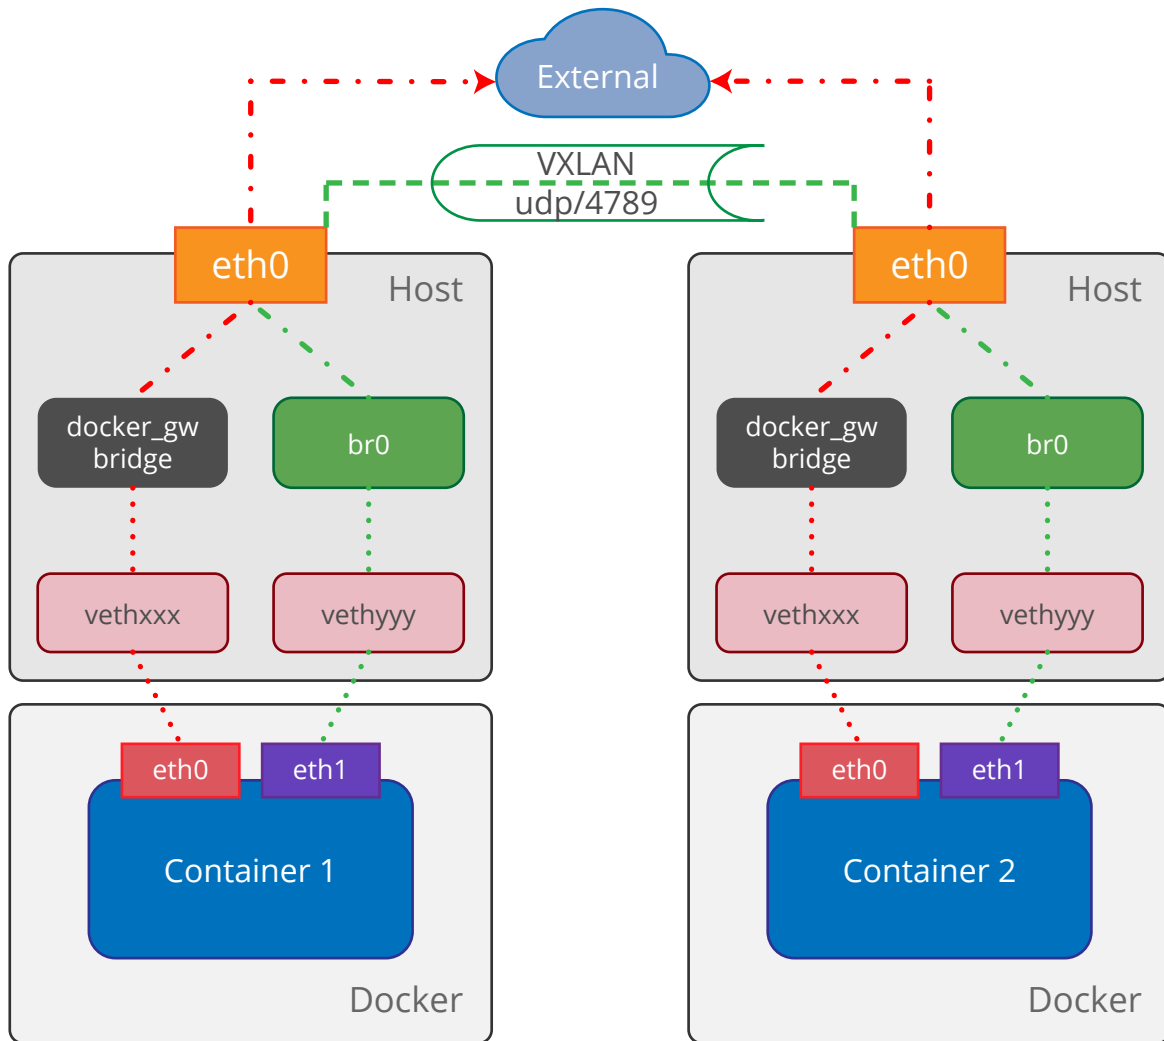 External
VXLAN
udp/4789
eth0
Host
eth0
Host
docker_gw
bridge
br0
docker_gw
bridge
br0
vethxxx
vethyyy
vethxxx
vethyyy
eth0
eth1
eth0
eth1
Container 1
Container 2
Docker
Docker